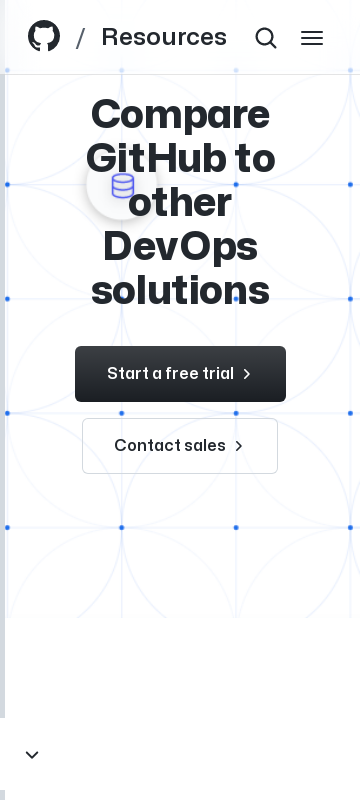 / Resources
Compare
GitHub to
other
DevOps
solutions
Start a free trial
Contact sales